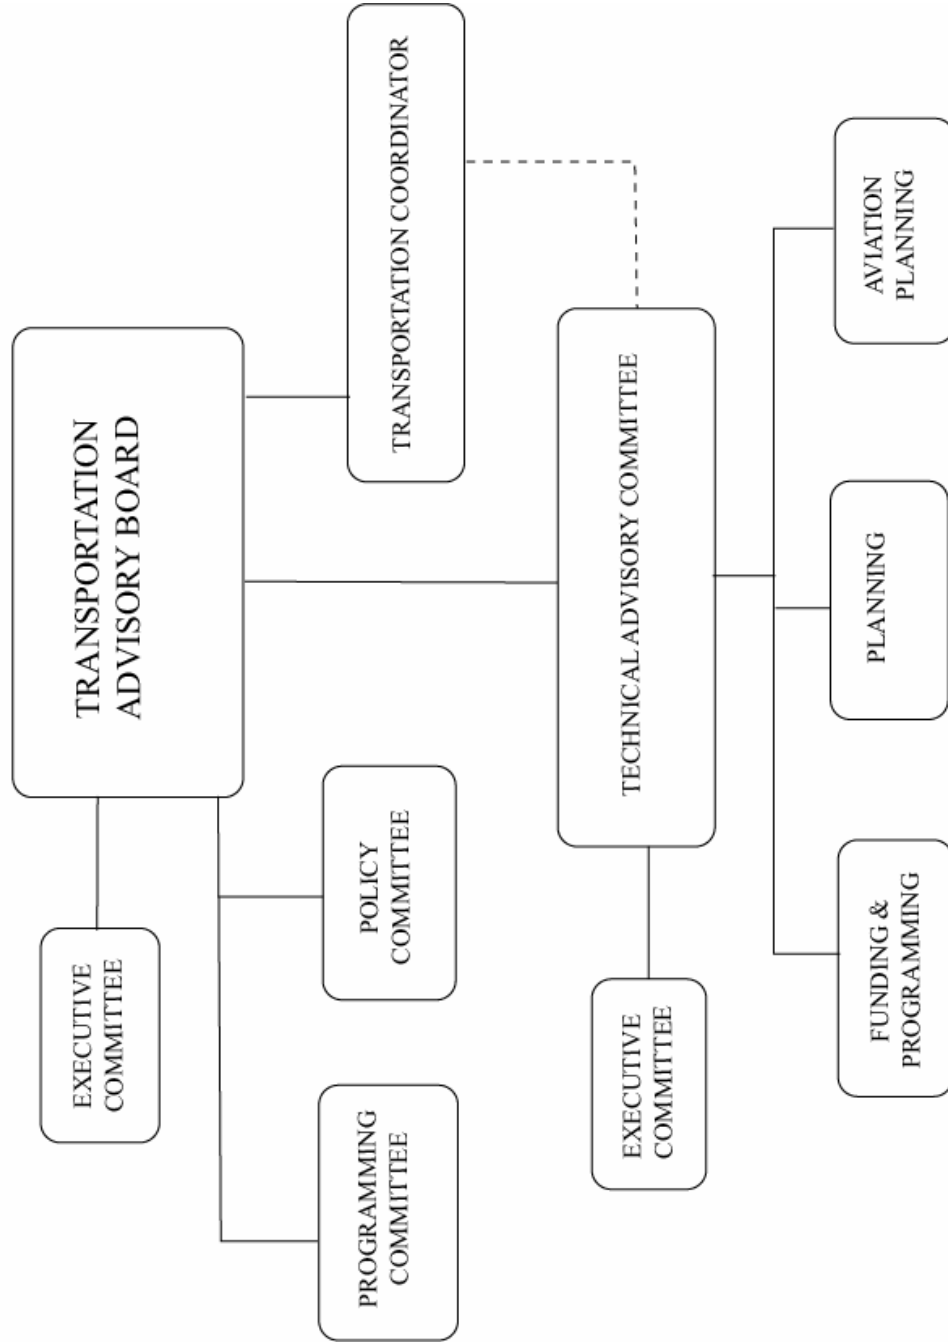 TRANSPORTATION
ADVISORY BOARD
EXECUTIVE
COMMITTEE
TRANSPORTATION COORDINATOR
POLICY
COMMITTEE
PROGRAMMING
COMMITTEE
TECHNICAL ADVISORY COMMITTEE
EXECUTIVE
COMMITTEE
FUNDING &
PROGRAMMING
PLANNING
AVIATION
PLANNING